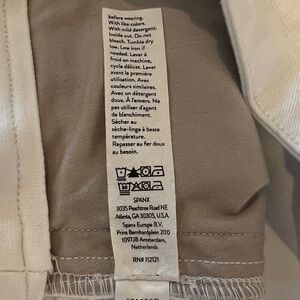 before wearing.
With like colors.
With mild detergent.
Inside out. Do not
bleach. Tumble dry
low. Low iron if
needed. Laver à
froid en machine,
cycle délicat. Laver
avant la première
utilisation. Avec
couleurs similaires.
Avec un détergent
doux. À l'envers. Ne
pas utiliser d'agent
de blanchiment.
Sécher au
sèche-linge à basse
température.
Repasser au fer doux
au besoin.
SPANX
3035 Peachtree Road NE
Atlanta, GA 30305, U.S.A.
Spanx Europe B.V.
Prins Bernhardplein 200
1097JB Amsterdam,
Netherlands
RN# 112121